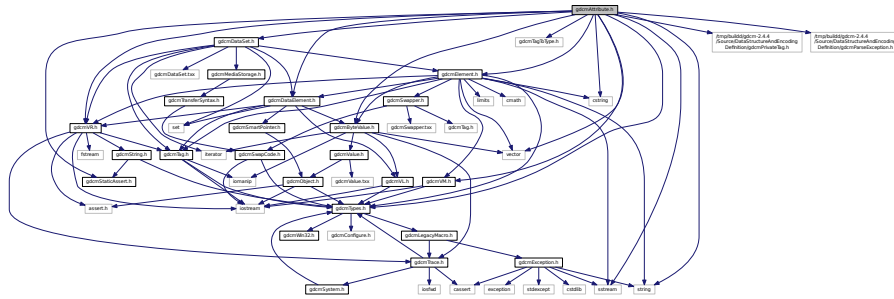 gdcmAttribute.h
gdcmDataSet.h
gdcmTagToType.h
/tmp/buildd/gdcm-2.4.4
/Source/DataStructureAndEncoding
Definition/gdcmPrivateTag.h
/tmp/buildd/gdcm-2.4.4
/Source/DataStructureAndEncoding
Definition/gdcmParseException.h
gdcmDataSet.txx
gdcmMediaStorage.h
gdcmElement.h
gdcmTransferSyntax.h
gdcmDataElement.h
gdcmSwapper.h
limits
cmath
cstring
gdcmVR.h
set
gdcmSmartPointer.h
gdcmByteValue.h
gdcmSwapper.txx
gdcmTag.h
fstream
gdcmString.h
gdcmTag.h
iterator
gdcmSwapCode.h
gdcmValue.h
vector
gdcmStaticAssert.h
iomanip
gdcmObject.h
gdcmValue.txx
gdcmVL.h
gdcmVM.h
assert.h
iostream
gdcmTypes.h
gdcmWin32.h
gdcmConfigure.h
gdcmLegacyMacro.h
gdcmTrace.h
gdcmException.h
gdcmSystem.h
iosfwd
cassert
exception
stdexcept
cstdlib
sstream
string